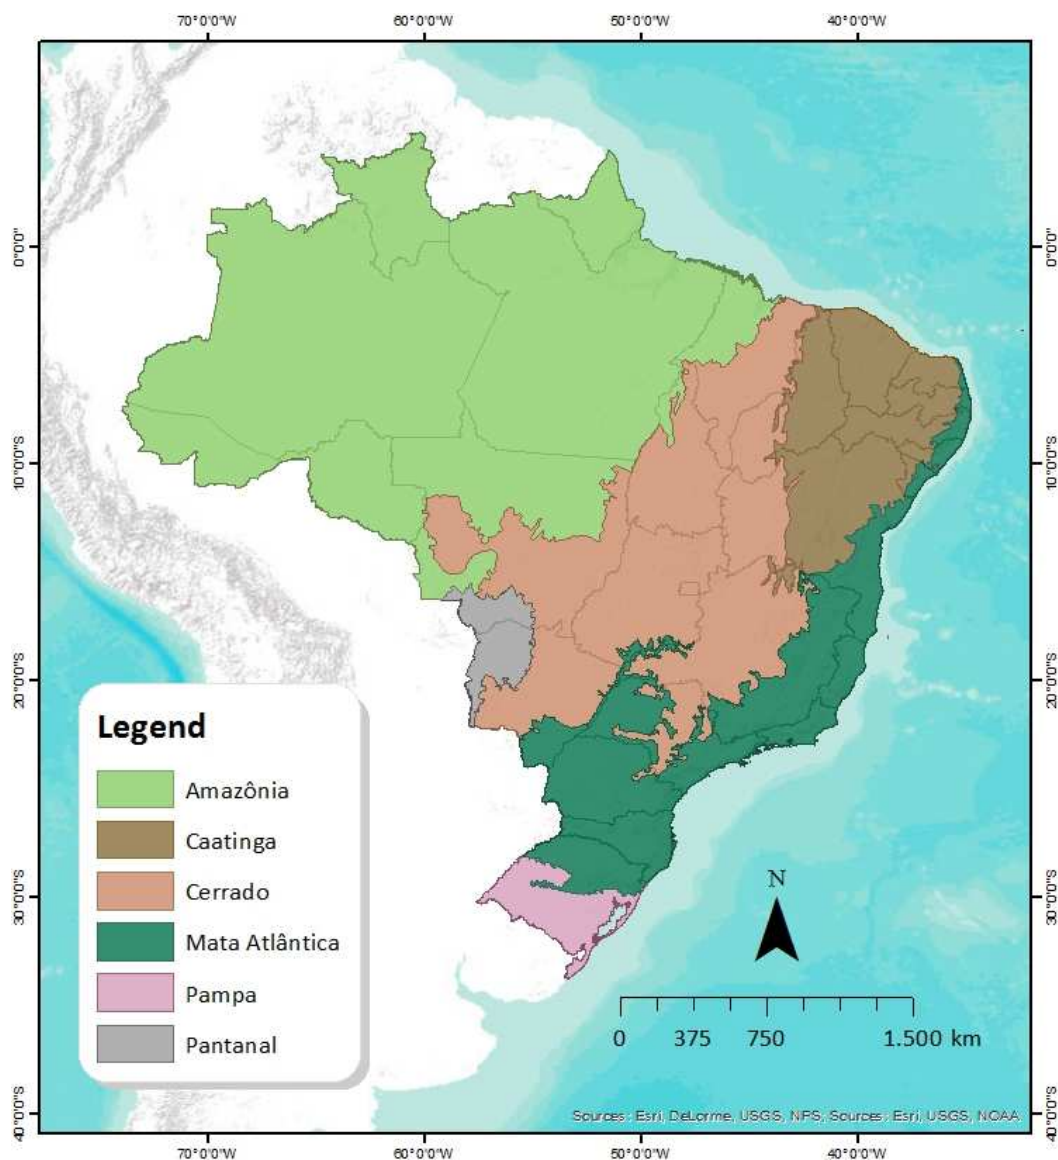 70°0'0"W 60°0'0"W 50°0'0"W 40°0'0"W
0°0'0" 0°0'0"
10°0'0"S 10°0'0"S
20°0'0"S 20°0'0"S
30°0'0"S 30°0'0"S
40°0'0"S 40°0'0"S
Legend
Amazônia
Caatinga
Cerrado
Mata Atlântica
Pampa
Pantanal
N
0 375 750 1.500 km
Sources: Esri, DeLorme, USGS, NPS, Sources: Esri, USGS, NOAA
70°0'0"W 60°0'0"W 50°0'0"W 40°0'0"W